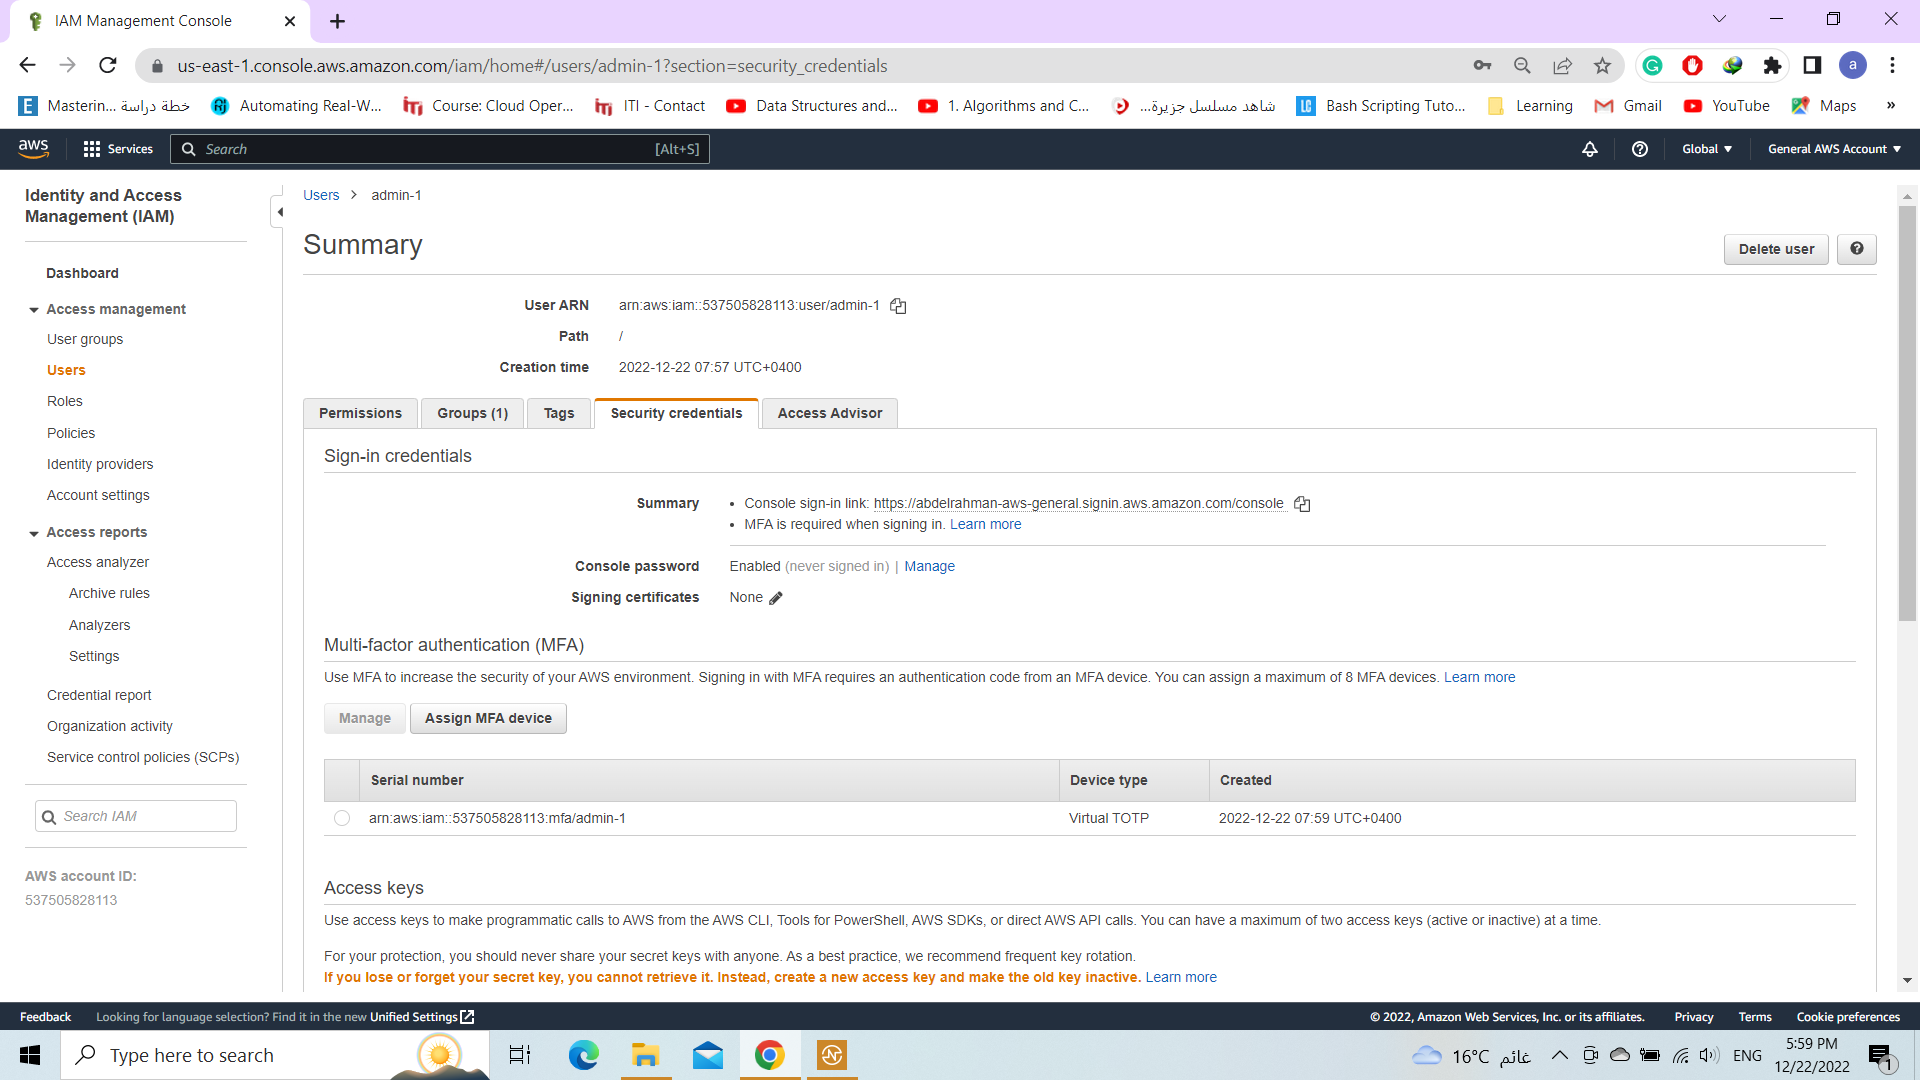 IAM Management Console
us-east-1.console.aws.amazon.com/iam/home#/users/admin-1?section=security_credentials
a
Masterin... خطة دراسة
Automating Real-W...
Course: Cloud Oper...
ITI - Contact
Data Structures and...
1. Algorithms and C...
شاهد مسلسل جزيرة...
Bash Scripting Tuto...
Learning
Gmail
YouTube
Maps
»
aws
Services
Search
[Alt+S]
Global
General AWS Account
Identity and Access
Management (IAM)
Dashboard
Access management
User groups
Users
Roles
Policies
Identity providers
Account settings
Access reports
Access analyzer
Archive rules
Analyzers
Settings
Credential report
Organization activity
Service control policies (SCPs)
Search IAM
AWS account ID:
537505828113
Users > admin-1
Summary
Delete user
User ARN arn:aws:iam::537505828113:user/admin-1
Path /
Creation time 2022-12-22 07:57 UTC+0400
Permissions
Groups (1)
Tags
Security credentials
Access Advisor
Sign-in credentials
Summary • Console sign-in link: https://abdelrahman-aws-general.signin.aws.amazon.com/console
• MFA is required when signing in. Learn more
Console password Enabled (never signed in) | Manage
Signing certificates None
Multi-factor authentication (MFA)
Use MFA to increase the security of your AWS environment. Signing in with MFA requires an authentication code from an MFA device. You can assign a maximum of 8 MFA devices. Learn more
Manage
Assign MFA device
Serial number Device type Created
arn:aws:iam::537505828113:mfa/admin-1 Virtual TOTP 2022-12-22 07:59 UTC+0400
Access keys
Use access keys to make programmatic calls to AWS from the AWS CLI, Tools for PowerShell, AWS SDKs, or direct AWS API calls. You can have a maximum of two access keys (active or inactive) at a time.
For your protection, you should never share your secret keys with anyone. As a best practice, we recommend frequent key rotation.
If you lose or forget your secret key, you cannot retrieve it. Instead, create a new access key and make the old key inactive. Learn more
Feedback
Looking for language selection? Find it in the new Unified Settings
© 2022, Amazon Web Services, Inc. or its affiliates.
Privacy
Terms
Cookie preferences
Type here to search
16°C غائم
ENG
5:59 PM
12/22/2022
1